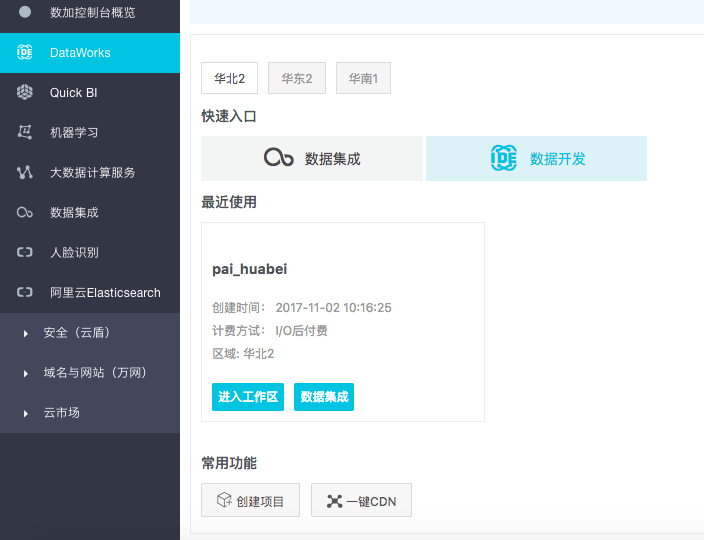 数加控制台概览
DataWorks
Quick BI
机器学习
大数据计算服务
数据集成
人脸识别
阿里云Elasticsearch
安全（云盾）
域名与网站（万网）
云市场
华北2
华东2
华南1
快速入口
数据集成
IDE 数据开发
最近使用
pai_huabei
创建时间： 2017-11-02 10:16:25
计费方试： I/O后付费
区域: 华北2
进入工作区
数据集成
常用功能
创建项目
一键CDN